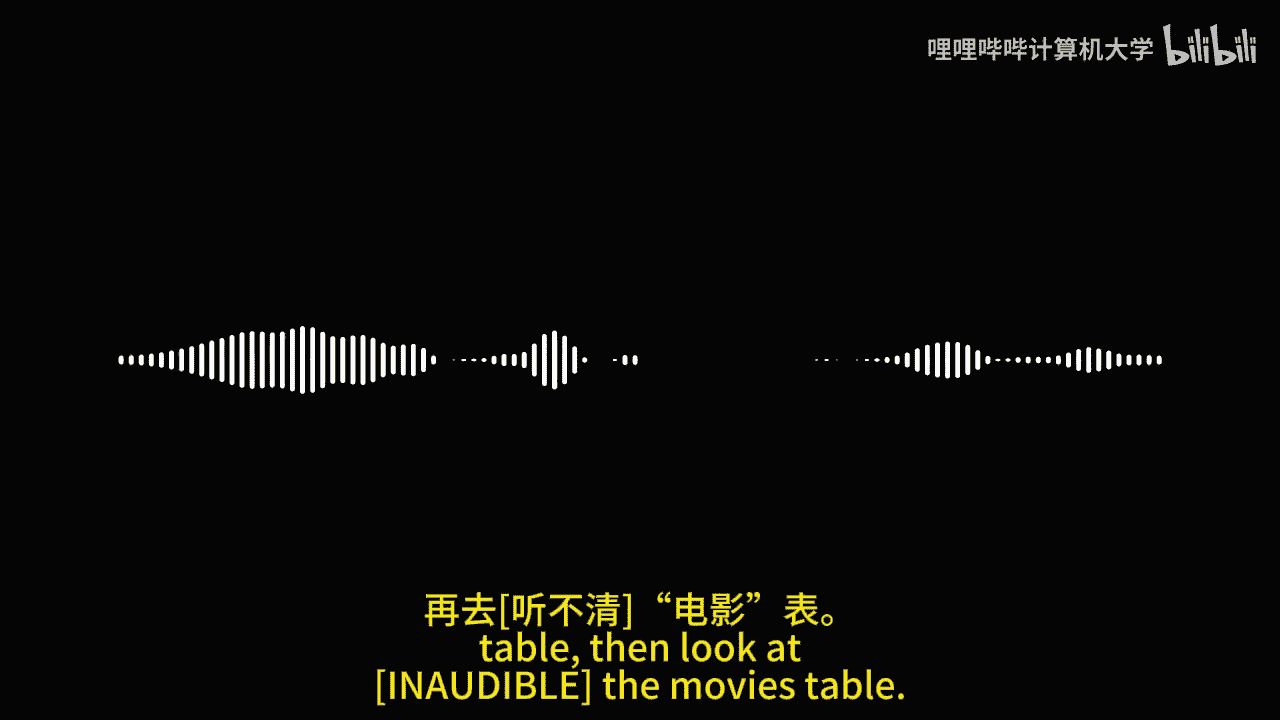 哩哩哔哔计算机大学 bilibili
再去[听不清]“电影”表。
table, then look at
[INAUDIBLE] the movies table.